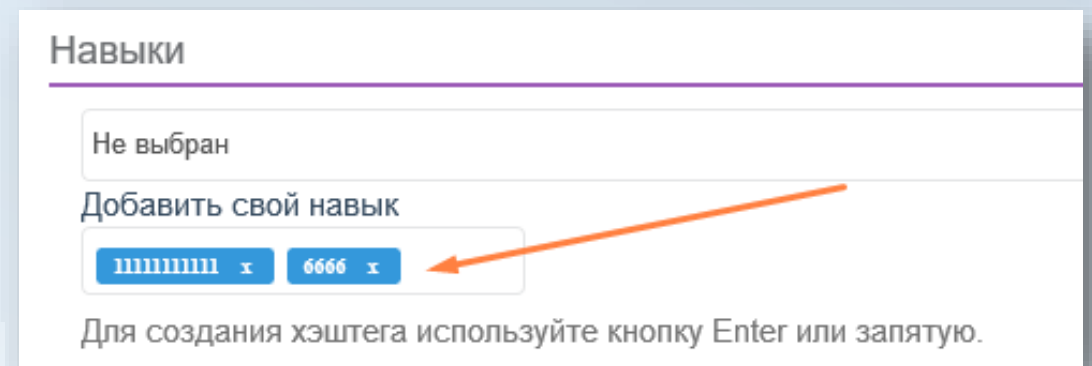 Навыки
Не выбран
Добавить свой навык
11111111111 x 6666 x
Для создания хэштега используйте кнопку Enter или запятую.